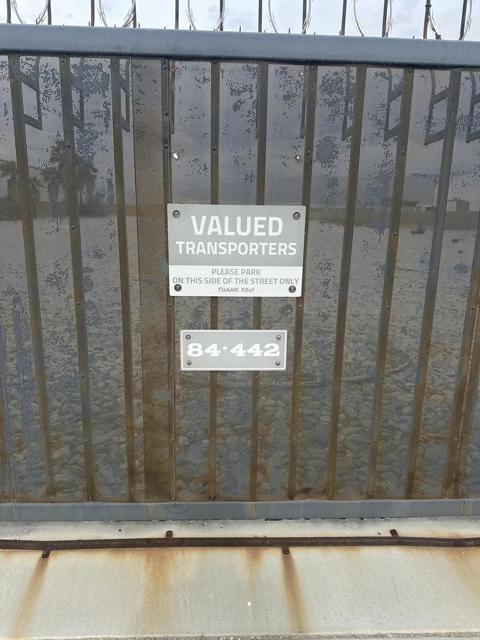 VALUED
TRANSPORTERS
PLEASE PARK
ON THIS SIDE OF THE STREET ONLY
THANK YOU!
84·442